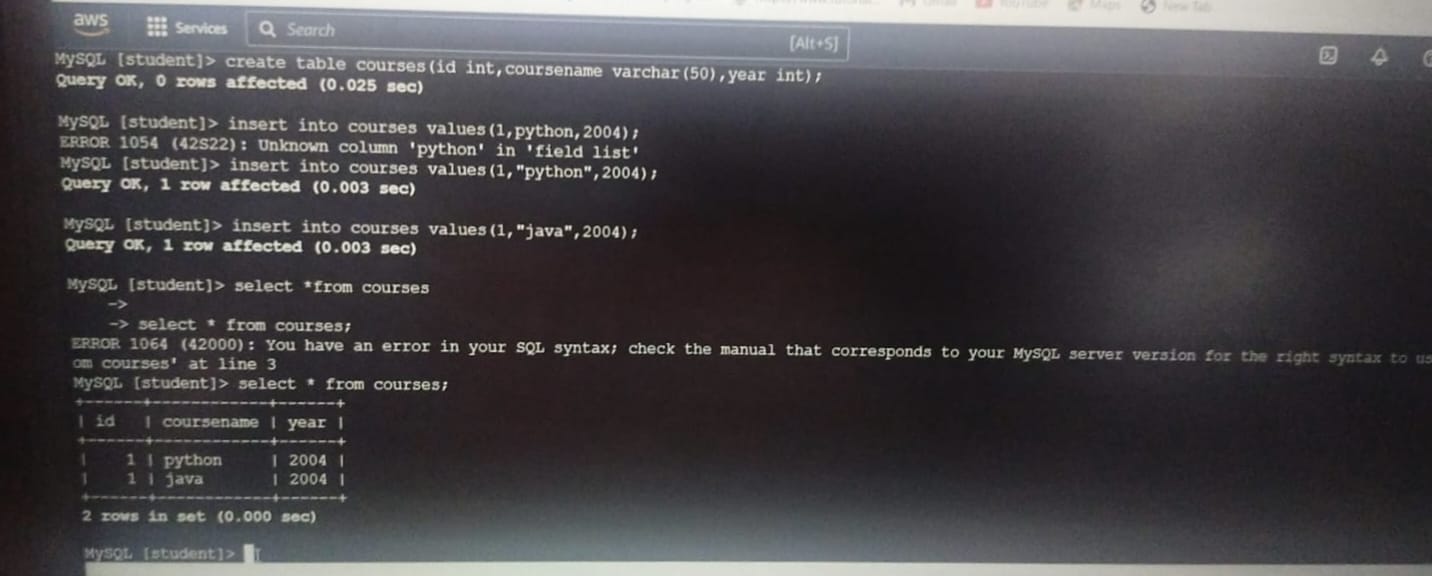 aws
Services
Search
[Alt+S]
MySQL [student]> create table courses(id int,coursename varchar(50),year int);
Query OK, 0 rows affected (0.025 sec)
MySQL [student]> insert into courses values(1,python,2004);
ERROR 1054 (42S22): Unknown column 'python' in 'field list'
MySQL [student]> insert into courses values(1,"python",2004);
Query OK, 1 row affected (0.003 sec)
MySQL [student]> insert into courses values(1,"java",2004);
Query OK, 1 row affected (0.003 sec)
MySQL [student]> select *from courses
->
-> select * from courses;
ERROR 1064 (42000): You have an error in your SQL syntax; check the manual that corresponds to your MySQL server version for the right syntax to us
om courses' at line 3
MySQL [student]> select * from courses;
+------+------------+------+
| id | coursename | year |
+------+------------+------+
| 1 | python | 2004 |
| 1 | java | 2004 |
+------+------------+------+
2 rows in set (0.000 sec)
MySQL [student]>